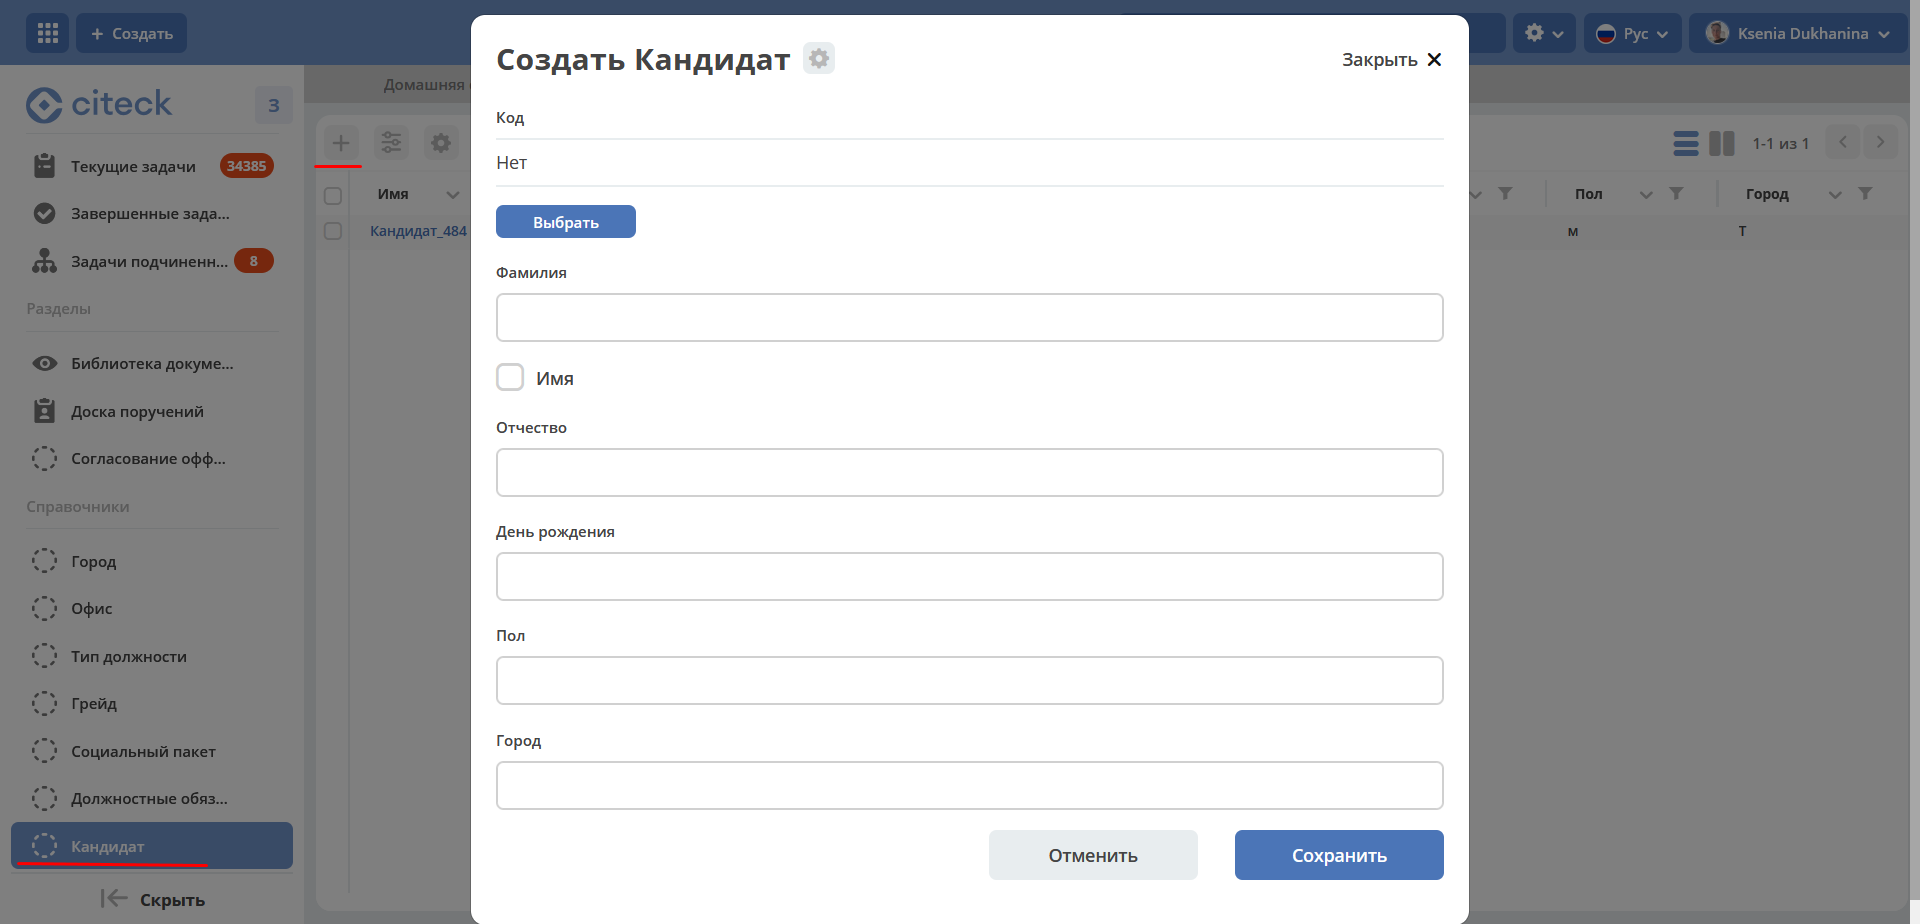 + Создать
Рус
Ksenia Dukhanina
citeck
3
Текущие задачи 34385
Завершенные зада...
Задачи подчиненн... 8
Разделы
Библиотека докуме...
Доска поручений
Согласование офф...
Справочники
Город
Офис
Тип должности
Грейд
Социальный пакет
Должностные обяз...
Кандидат
Скрыть
Домашняя
1-1 из 1
Имя
Пол
Город
Кандидат_484
м
Т
Создать Кандидат
Закрыть
Код
Нет
Выбрать
Фамилия
Имя
Отчество
День рождения
Пол
Город
Отменить
Сохранить